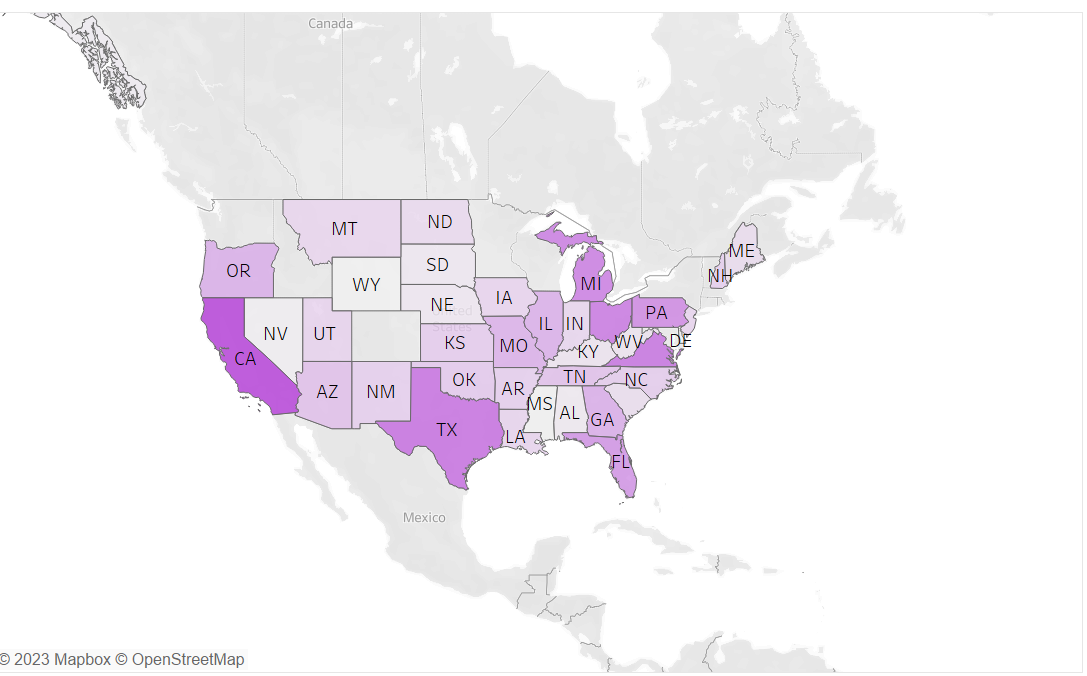 Canada
MT
ND
OR
SD
WY
ME
NH
MI
NE
IA
United
States
NV
UT
KS
IL
IN
PA
CA
MO
WV
DE
KY
AZ
NM
OK
AR
TN
NC
MS
AL
GA
TX
LA
FL
Mexico
© 2023 Mapbox © OpenStreetMap